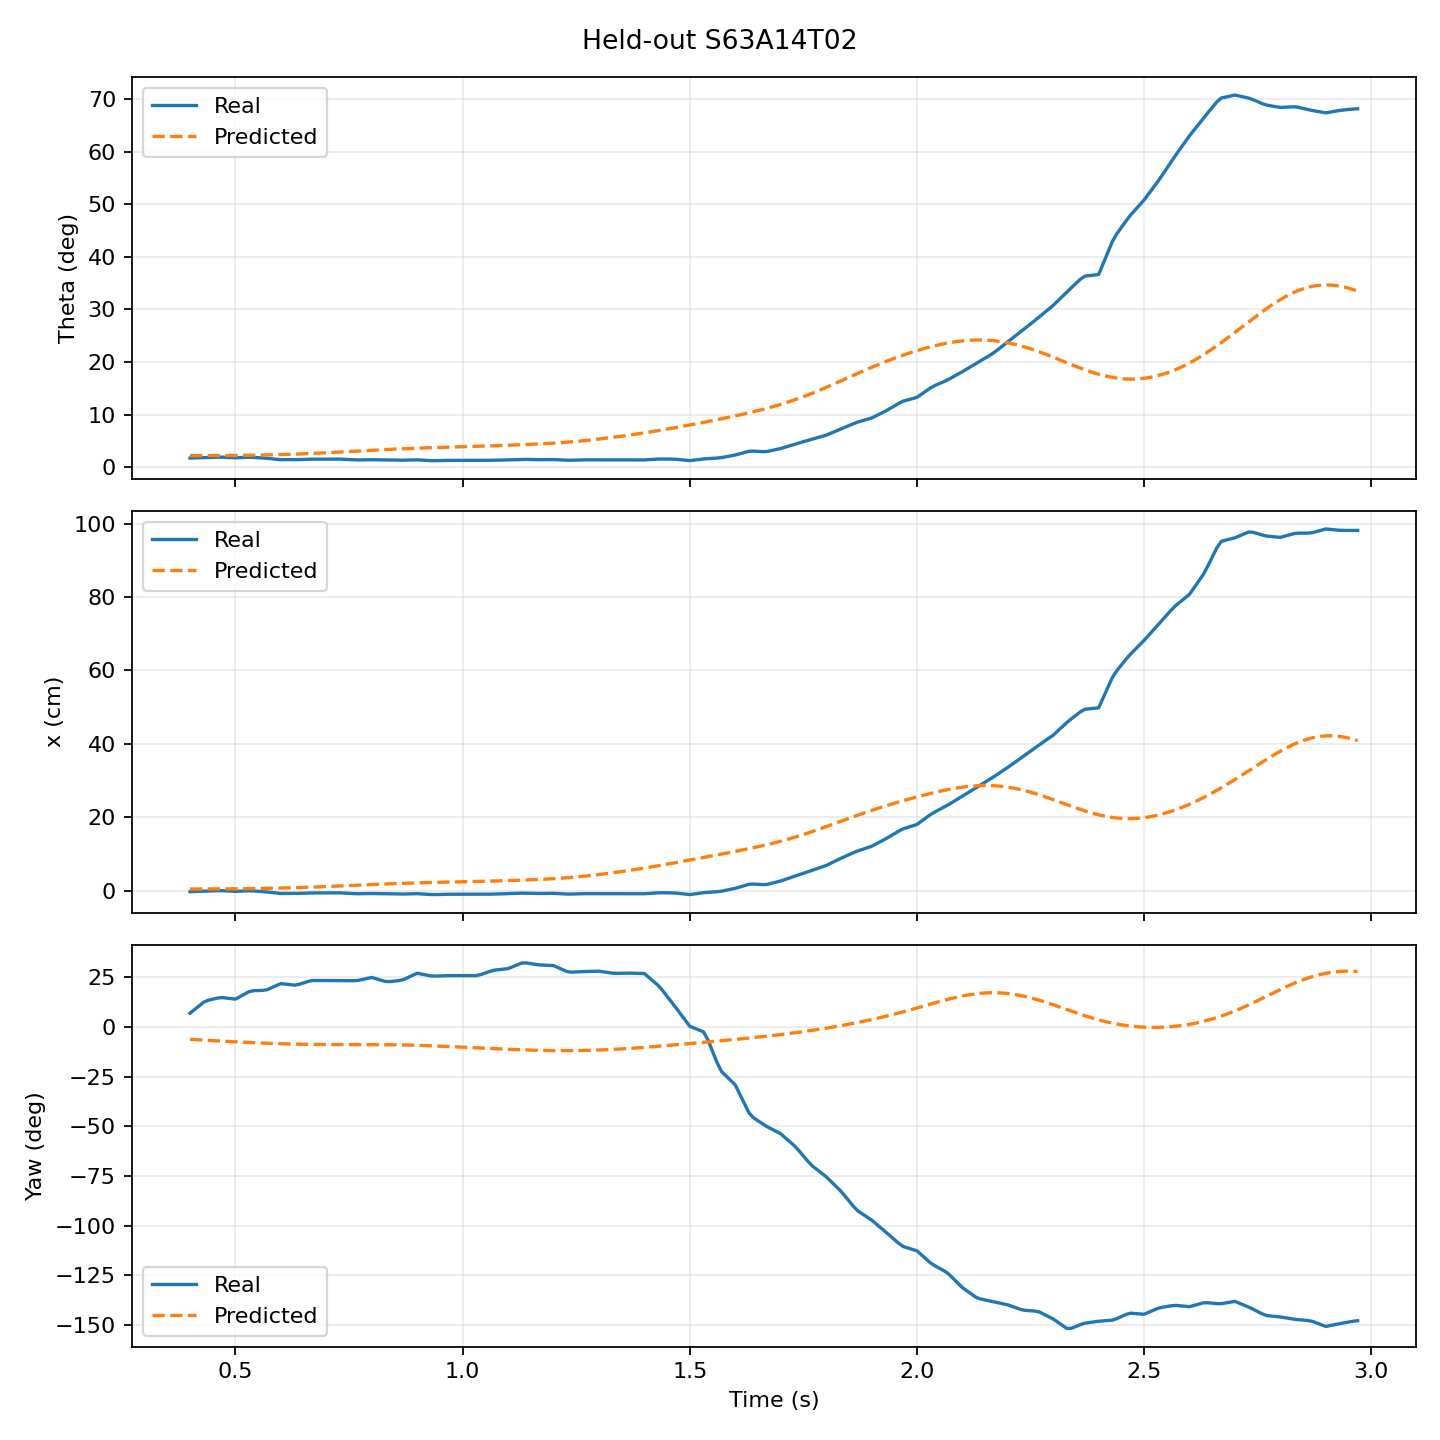 Held-out S63A14T02
Real
Predicted
70
60
50
40
30
20
10
0
Theta (deg)
Real
Predicted
100
80
60
40
20
0
x (cm)
25
0
−25
−50
−75
−100
−125
−150
Yaw (deg)
Real
Predicted
0.5 1.0 1.5 2.0 2.5 3.0
Time (s)